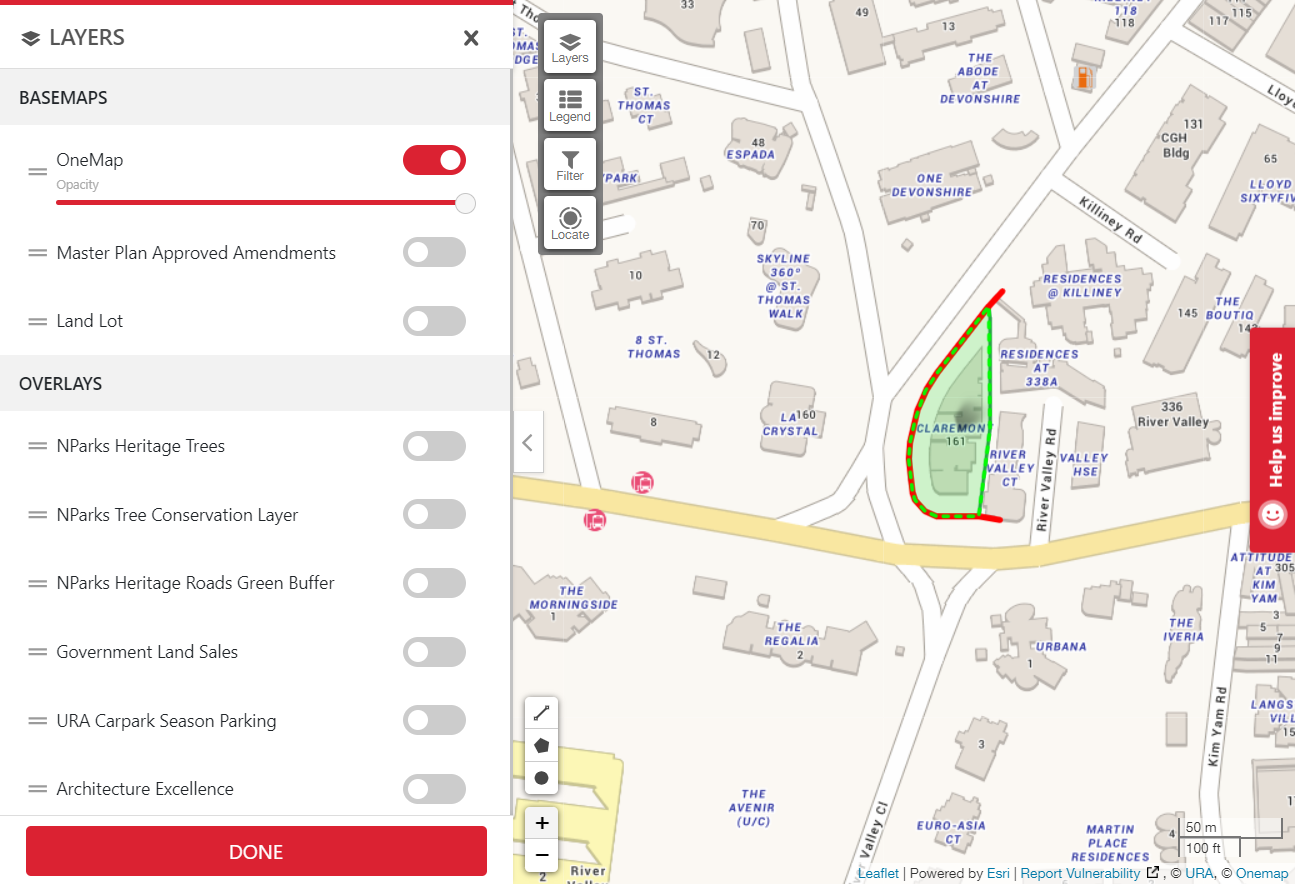 LAYERS
BASEMAPS
OneMap
Opacity
Master Plan Approved Amendments
Land Lot
OVERLAYS
NParks Heritage Trees
NParks Tree Conservation Layer
NParks Heritage Roads Green Buffer
Government Land Sales
URA Carpark Season Parking
Architecture Excellence
DONE
Layers
Legend
Filter
Locate
33
49
13
118
118
117
115
THE
ABODE
AT
DEVONSHIRE
ST.
THOMAS
CT
48
ESPADA
ONE
DEVONSHIRE
131
CGH
Bldg
65
LLOYD
Killiney Rd
70
10
SKYLINE
360°
@ ST.
THOMAS
WALK
RESIDENCES
@ KILLINEY
THE
BOUTIQ
145
8 ST.
THOMAS
12
RESIDENCES
AT
338A
8
LA
CRYSTAL
160
161
336
River Valley
RIVER
VALLEY
CT
River Valley Rd
VALLEY
HSE
Help us improve
THE
MORNINGSIDE
1
THE
REGALIA
2
URBANA
1
THE
IVERIA
ATTITUDE
AT
KIM
YAM
305
3
5
7
9
11
Kim Yam Rd
3
THE
AVENIR
(U/C)
EURO-ASIA
CT
MARTIN
PLACE
RESIDENCES
4
Valley Cl
+
−
2
River
50 m
100 ft
Leaflet | Powered by Esri | Report Vulnerability , © URA, © Onemap